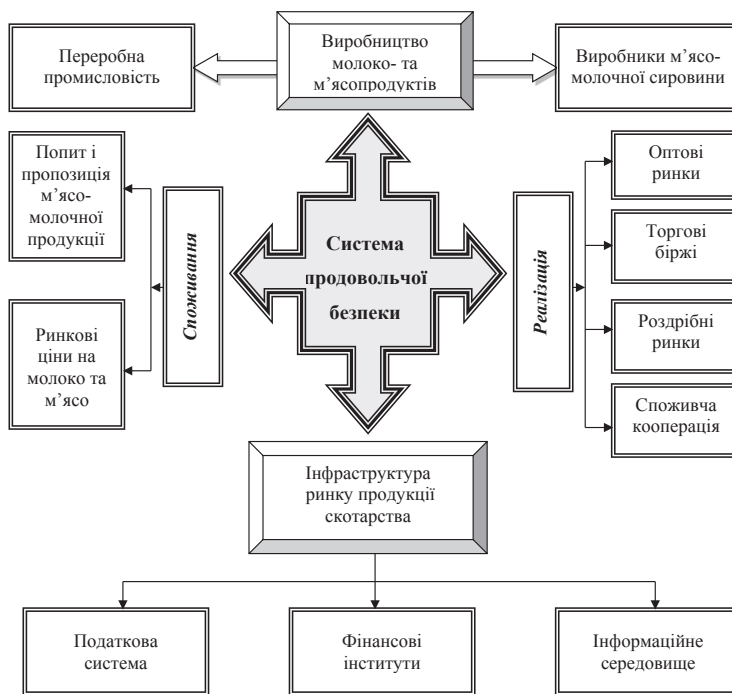 Переробна
промисловість
Виробництво
молоко- та
м’ясопродуктів
Виробники м’ясо-
молочної сировини
Попит і
пропозиція
м’ясо-
молочної
продукції
Ринкові
ціни на
молоко та
м’ясо
Споживання
Система
продовольчої
безпеки
Реалізація
Оптові
ринки
Торгові
біржі
Роздрібні
ринки
Споживча
кооперація
Інфраструктура
ринку продукції
скотарства
Податкова
система
Фінансові
інститути
Інформаційне
середовище